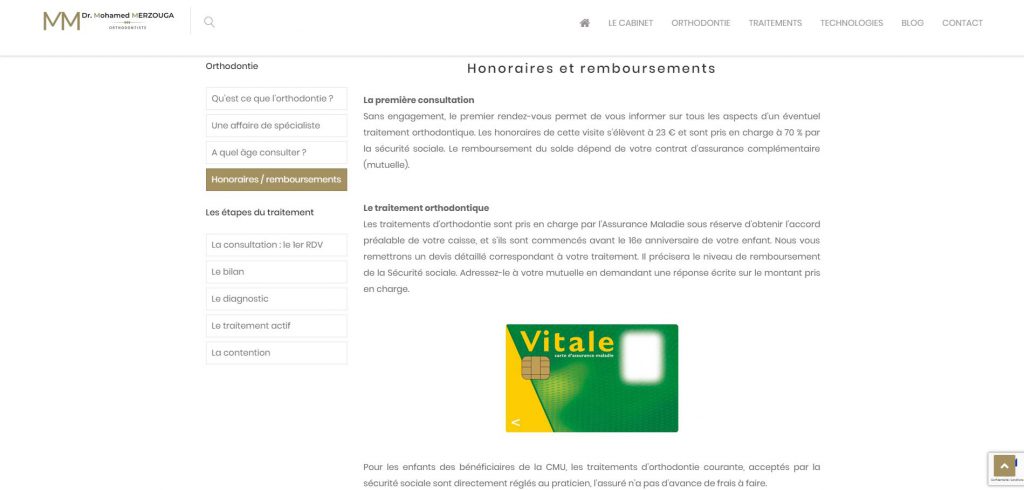 MM Dr. Mohamed MERZOUGA
ORTHODONTISTE
LE CABINET ORTHODONTIE TRAITEMENTS TECHNOLOGIES BLOG CONTACT
Orthodontie
Qu'est ce que l'orthodontie ?
Une affaire de spécialiste
A quel âge consulter ?
Honoraires / remboursements
Les étapes du traitement
La consultation : le 1er RDV
Le bilan
Le diagnostic
Le traitement actif
La contention
Honoraires et remboursements
La première consultation
Sans engagement, le premier rendez-vous permet de vous informer sur tous les aspects d'un éventuel
traitement orthodontique. Les honoraires de cette visite s'élèvent à 23 € et sont pris en charge à 70 % par
la sécurité sociale. Le remboursement du solde dépend de votre contrat d'assurance complémentaire
(mutuelle).
Le traitement orthodontique
Les traitements d'orthodontie sont pris en charge par l'Assurance Maladie sous réserve d'obtenir l'accord
préalable de votre caisse, et s'ils sont commencés avant le 16e anniversaire de votre enfant. Nous vous
remettrons un devis détaillé correspondant à votre traitement. Il précisera le niveau de remboursement
de la Sécurité sociale. Adressez-le à votre mutuelle en demandant une réponse écrite sur le montant pris
en charge.
Vitale
carte d'assurance maladie
Pour les enfants des bénéficiaires de la CMU, les traitements d'orthodontie courante, acceptés par la
sécurité sociale sont directement réglés au praticien, l'assuré n'a pas d'avance de frais à faire.